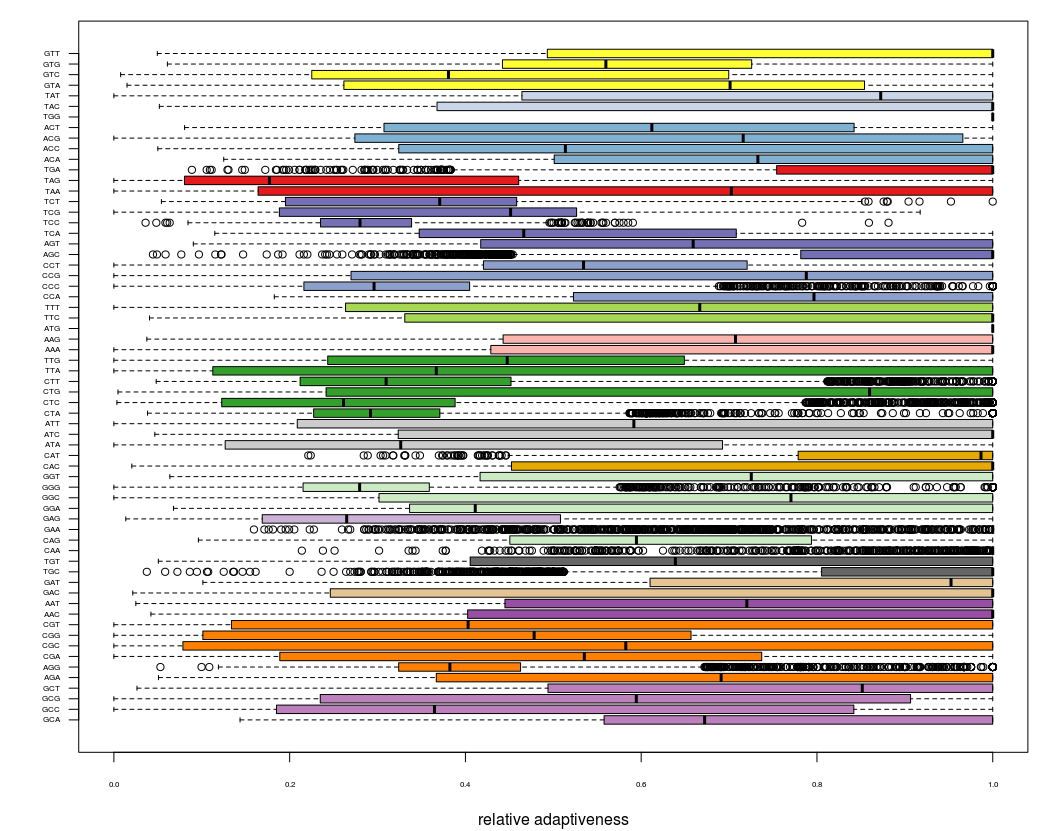 GTT
GTG
GTC
GTA
TAT
TAC
TGG
ACT
ACG
ACC
ACA
TGA
TAG
TAA
TCT
TCG
TCC
TCA
AGT
AGC
CCT
CCG
CCC
CCA
TTT
TTC
ATG
AAG
AAA
TTG
TTA
CTT
CTG
CTC
CTA
ATT
ATC
ATA
CAT
CAC
GGT
GGG
GGC
GGA
GAG
GAA
CAG
CAA
TGT
TGC
GAT
GAC
AAT
AAC
CGT
CGG
CGC
CGA
AGG
AGA
GCT
GCG
GCC
GCA
0.0 0.2 0.4 0.6 0.8 1.0
relative adaptiveness